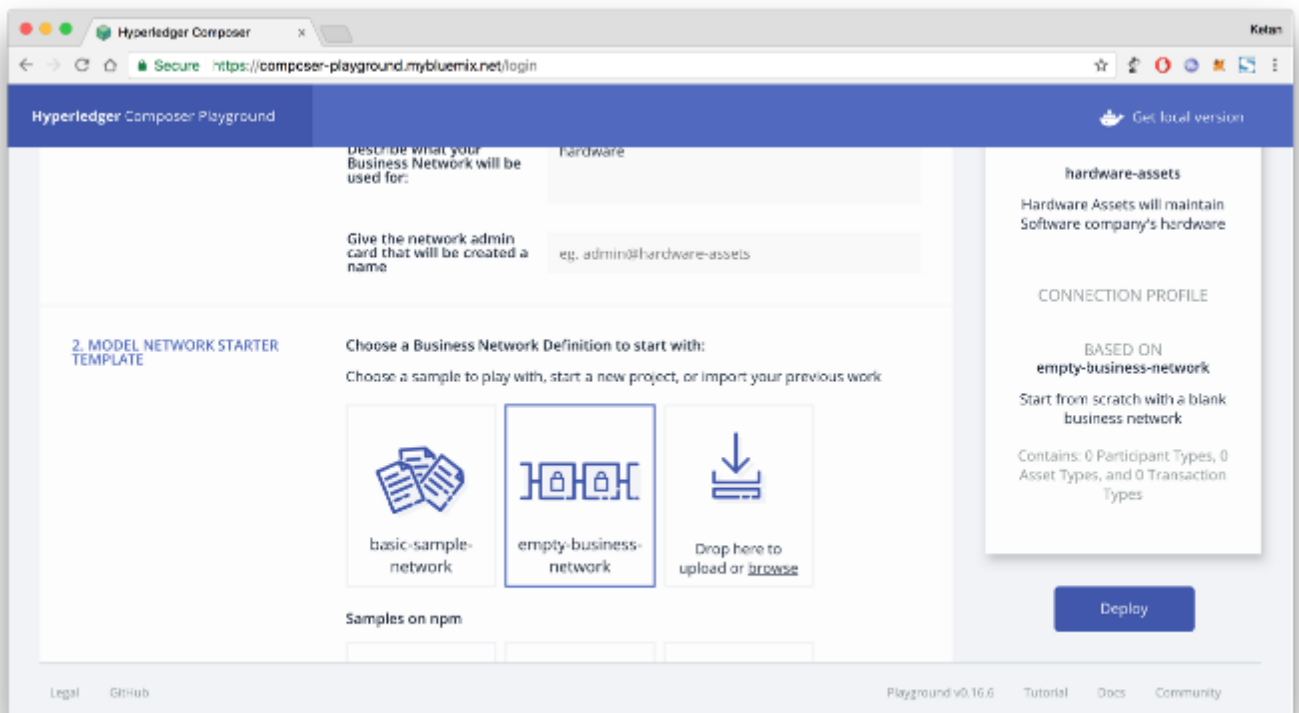 Hyperledger Composer
Ketan
Secure https://composer-playground.mybluemix.net/login
Hyperledger Composer Playground
Get local version
Describe what your
Business Network will be
used for:
hardware
Give the network admin
card that will be created a
name
eg. admin@hardware-assets
2. MODEL NETWORK STARTER
TEMPLATE
Choose a Business Network Definition to start with:
Choose a sample to play with, start a new project, or import your previous work
basic-sample-
network
empty-business-
network
Drop here to
upload or browse
Samples on npm
hardware-assets
Hardware Assets will maintain
Software company's hardware
CONNECTION PROFILE
BASED ON
empty-business-network
Start from scratch with a blank
business network
Contains: 0 Participant Types, 0
Asset Types, and 0 Transaction
Types
Deploy
Legal
GitHub
Playground v0.16.6
Tutorial
Docs
Community